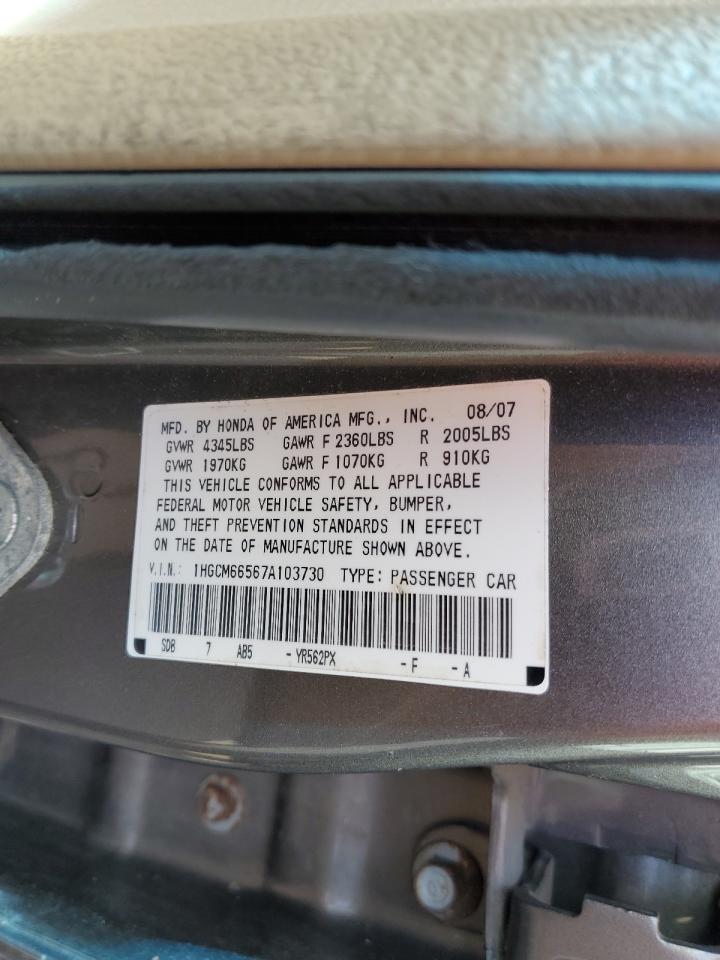 MFD. BY HONDA OF AMERICA MFG., INC. 08/07
GVWR 4345LBS GAWR F 2360LBS R 2005LBS
GVWR 1970KG GAWR F 1070KG R 910KG
THIS VEHICLE CONFORMS TO ALL APPLICABLE
FEDERAL MOTOR VEHICLE SAFETY, BUMPER,
AND THEFT PREVENTION STANDARDS IN EFFECT
ON THE DATE OF MANUFACTURE SHOWN ABOVE.
V.I.N.: 1HGCM66567A103730 TYPE: PASSENGER CAR
SDB 7 AB5 - YR562PX - F - A